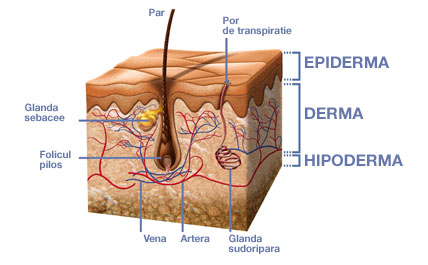 Par
Por
de transpiratie
EPIDERMA
Glanda
sebacee
DERMA
Folicul
pilos
HIPODERMA
Vena
Artera
Glanda
sudoripara